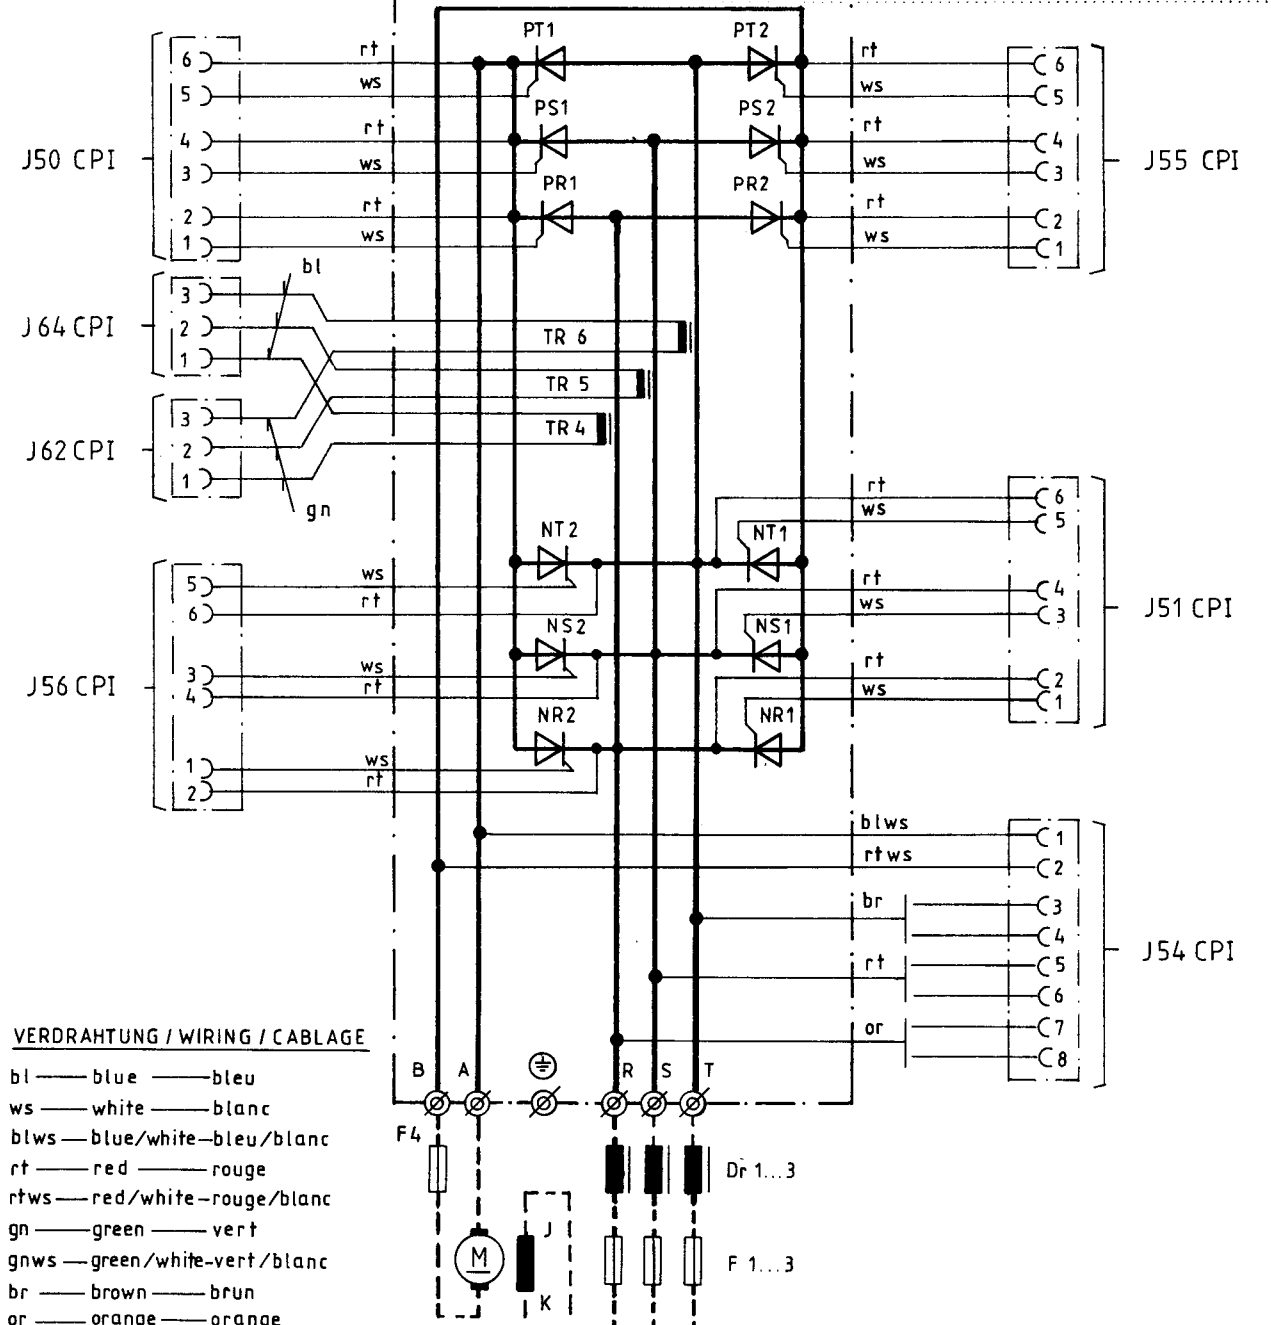 PT1 PT2
6 rt rt 6
5 ws ws 5
PS1 PS2
4 rt rt 4
J50 CPI J55 CPI
3 ws ws 3
PR1 PR2
2 rt rt 2
1 ws ws 1
bl
3
J64 CPI 2 TR 6
1
TR 5
3 TR 4
J62 CPI 2
1
gn
rt 6
ws 5
NT2 NT1
5 ws rt 4
6 rt ws 3
J51 CPI
NS2 NS1
3 ws rt 2
4 rt ws 1
J56 CPI
NR2 NR1
1 ws
2 rt
blws 1
rtws 2
br 3
4
J54 CPI
rt 5
6
or 7
8
B A R S T
F4
Dr 1...3
J
M
F 1...3
K
VERDRAHTUNG / WIRING / CABLAGE
bl — blue — bleu
ws — white — blanc
blws — blue/white – bleu/blanc
rt — red — rouge
rtws — red/white – rouge/blanc
gn — green — vert
gnws — green/white – vert/blanc
br — brown — brun
or — orange — orange